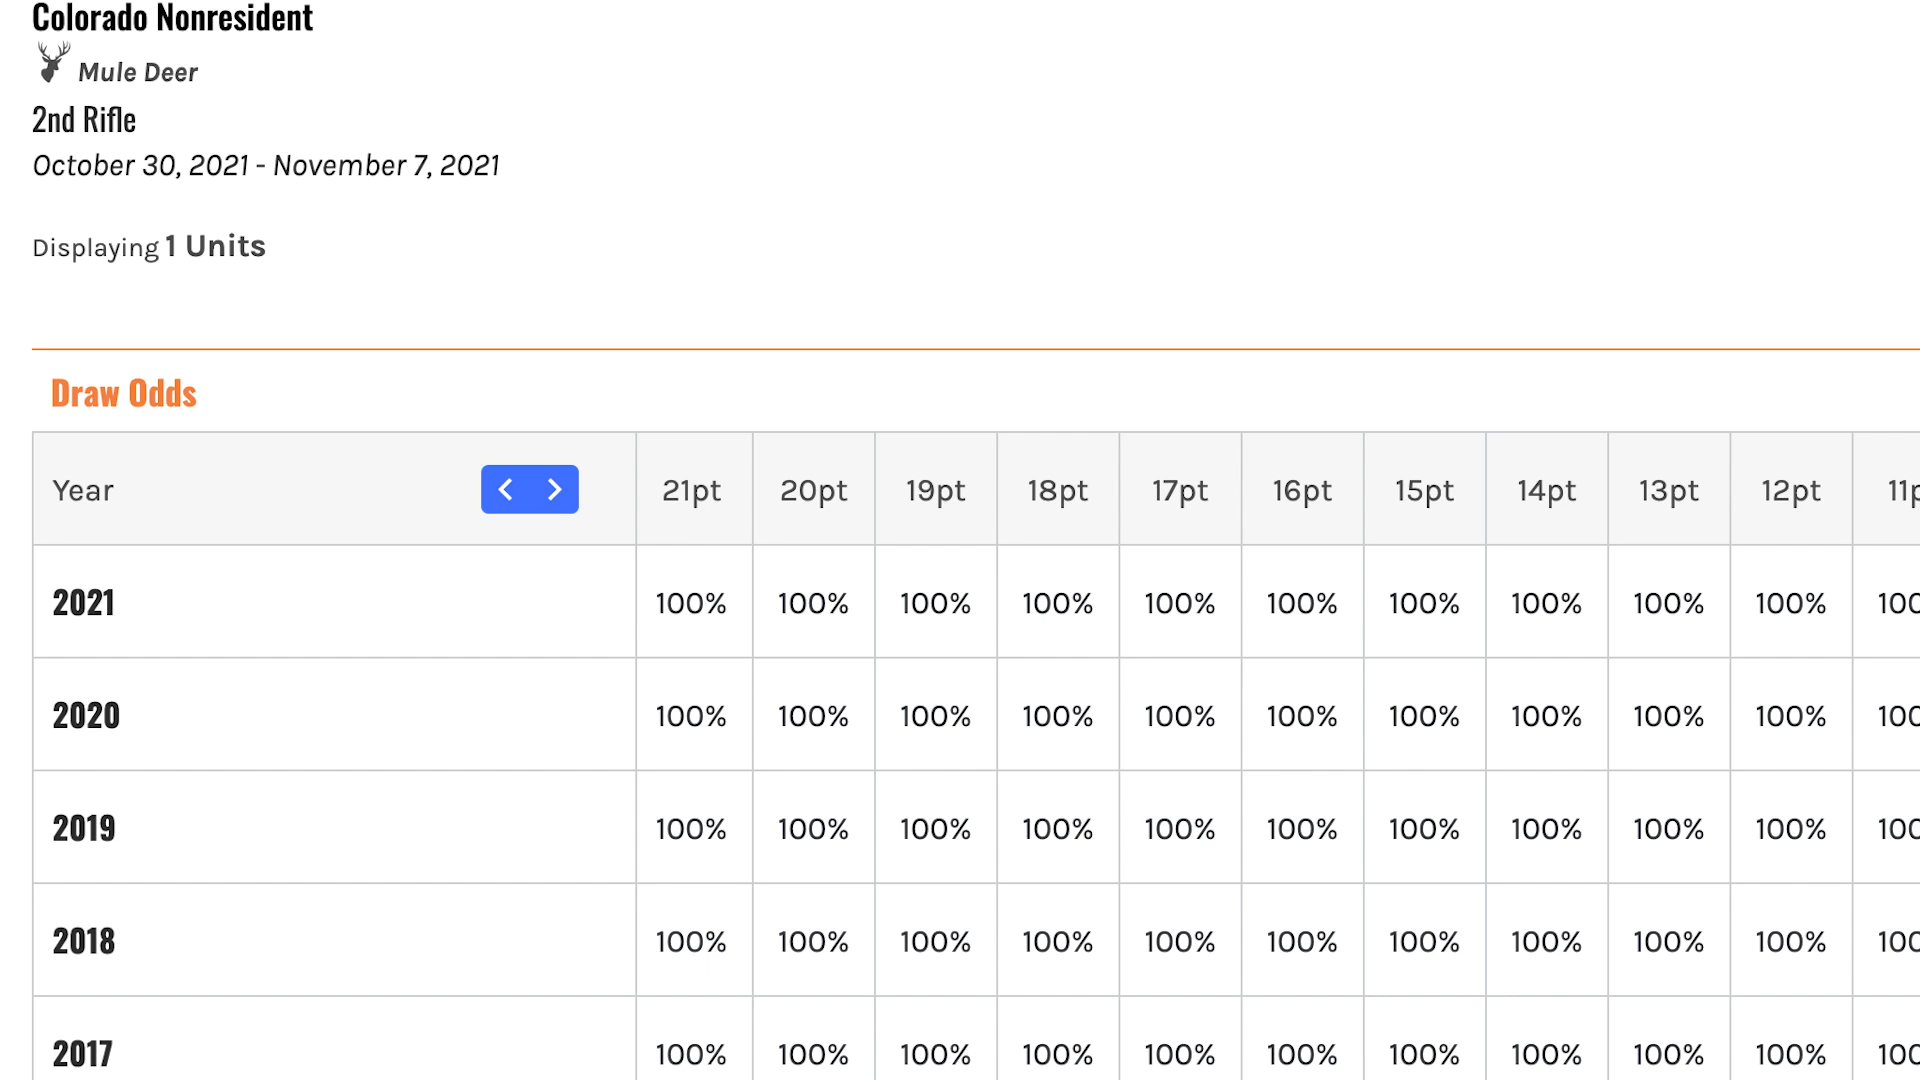 Colorado Nonresident
Mule Deer
2nd Rifle
October 30, 2021 - November 7, 2021
Displaying 1 Units
Draw Odds
Year 21pt 20pt 19pt 18pt 17pt 16pt 15pt 14pt 13pt 12pt
2021 100% 100% 100% 100% 100% 100% 100% 100% 100% 100%
2020 100% 100% 100% 100% 100% 100% 100% 100% 100% 100%
2019 100% 100% 100% 100% 100% 100% 100% 100% 100% 100%
2018 100% 100% 100% 100% 100% 100% 100% 100% 100% 100%
2017 100% 100% 100% 100% 100% 100% 100% 100% 100% 100%